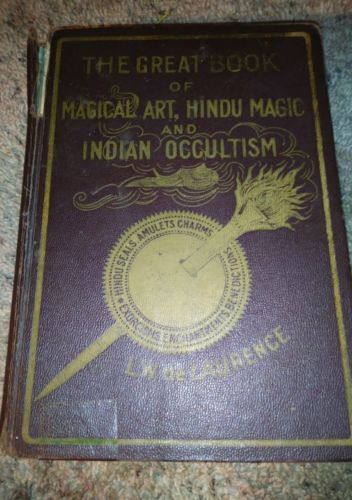 THE GREAT BOOK
OF
MAGICAL ART, HINDU MAGIC
AND
INDIAN OCCULTISM
HINDU SEALS, AMULETS, CHARMS
EXORCISMS, ENCHANTMENTS, BENEDICTIONS
L.W. DE LAURENCE